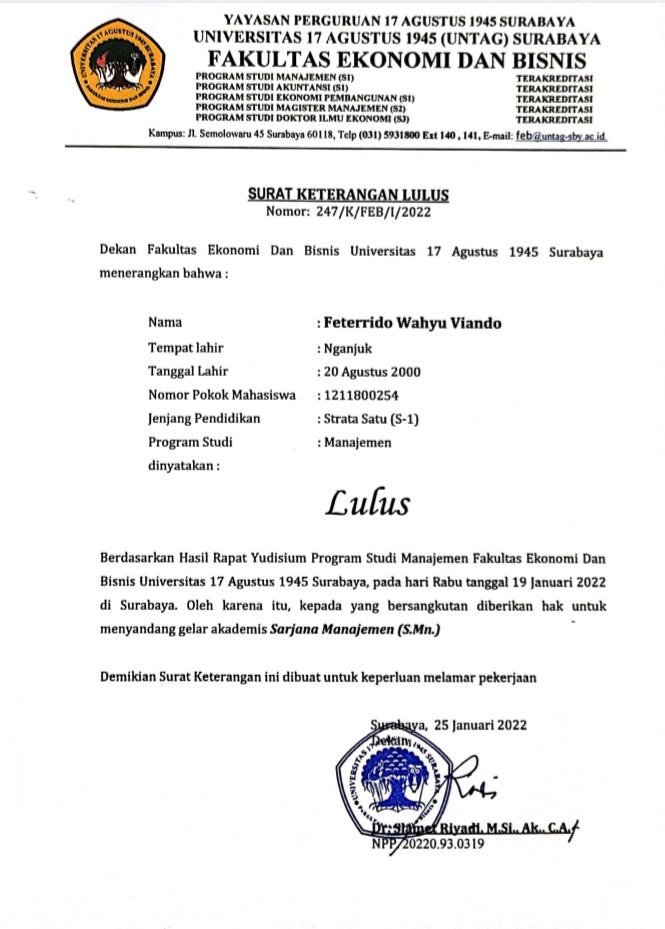 YAYASAN PERGURUAN 17 AGUSTUS 1945 SURABAYA
UNIVERSITAS 17 AGUSTUS 1945 (UNTAG) SURABAYA
FAKULTAS EKONOMI DAN BISNIS
PROGRAM STUDI MANAJEMEN (S1) TERAKREDITASI
PROGRAM STUDI AKUNTANSI (S1) TERAKREDITASI
PROGRAM STUDI EKONOMI PEMBANGUNAN (S1) TERAKREDITASI
PROGRAM STUDI MAGISTER MANAJEMEN (S2) TERAKREDITASI
PROGRAM STUDI DOKTOR ILMU EKONOMI (S3) TERAKREDITASI
Kampus: Jl. Semolowaru 45 Surabaya 60118, Telp (031) 5931800 Ext 140 , 141, E-mail: feb@untag-sby.ac.id.
SURAT KETERANGAN LULUS
Nomor: 247/K/FEB/I/2022
Dekan Fakultas Ekonomi Dan Bisnis Universitas 17 Agustus 1945 Surabaya
menerangkan bahwa :
Nama : Feterrido Wahyu Viando
Tempat lahir : Nganjuk
Tanggal Lahir : 20 Agustus 2000
Nomor Pokok Mahasiswa : 1211800254
Jenjang Pendidikan : Strata Satu (S-1)
Program Studi : Manajemen
dinyatakan :
Lulus
Berdasarkan Hasil Rapat Yudisium Program Studi Manajemen Fakultas Ekonomi Dan
Bisnis Universitas 17 Agustus 1945 Surabaya, pada hari Rabu tanggal 19 Januari 2022
di Surabaya. Oleh karena itu, kepada yang bersangkutan diberikan hak untuk
menyandang gelar akademis Sarjana Manajemen (S.Mn.)
Demikian Surat Keterangan ini dibuat untuk keperluan melamar pekerjaan
Surabaya, 25 Januari 2022
Dekan,
Dr. Slamet Riyadi, M.Si., Ak., C.A.
NPP 20220.93.0319